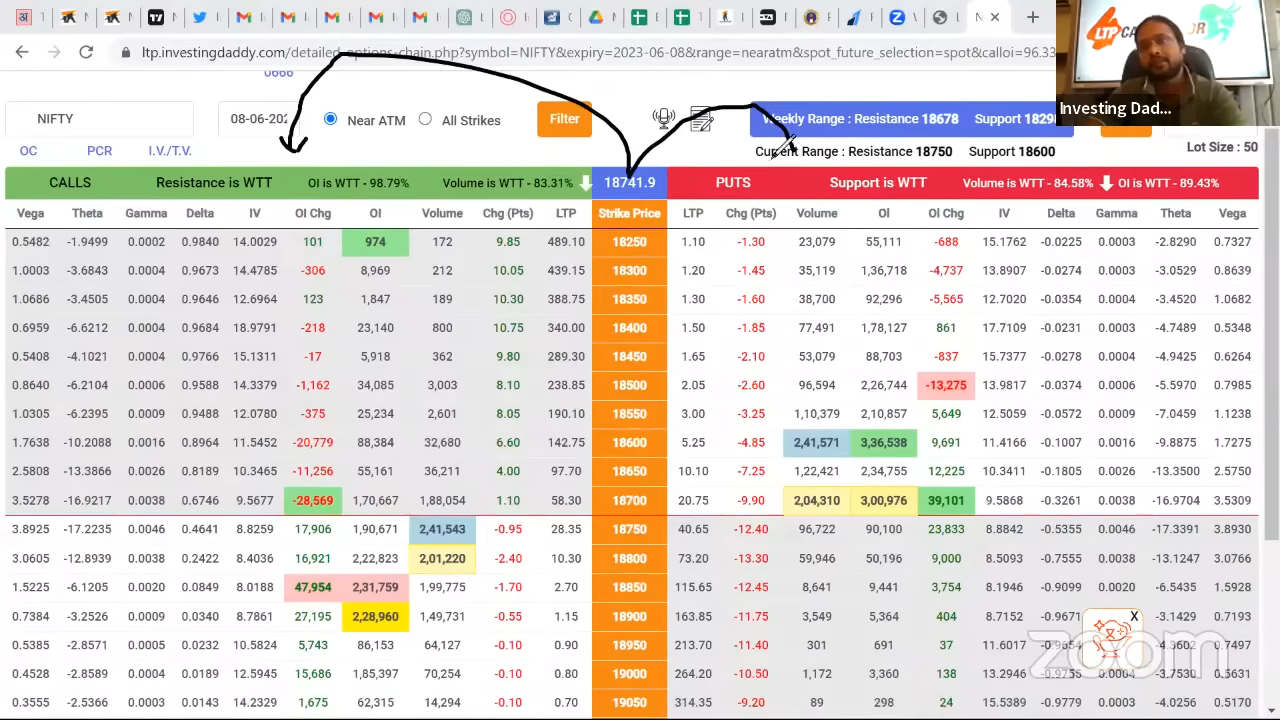 ltp.investingdaddy.com/detailed-options-chain.php?symbol=NIFTY&expiry=2023-06-08&range=nearatm&spot_future_selection=spot&calloi=96.33
0666
LTP CA OR
Investing Dad...
NIFTY 08-06-202 Near ATM All Strikes Filter Weekly Range : Resistance 18678 Support 1829
Current Range : Resistance 18750 Support 18600 Lot Size : 50
OC PCR I.V./T.V.
CALLS Resistance is WTT OI is WTT - 98.79% Volume is WTT - 83.31% 18741.9 PUTS Support is WTT Volume is WTT - 84.58% OI is WTT - 89.43%
Vega Theta Gamma Delta IV OI Chg OI Volume Chg (Pts) LTP Strike Price LTP Chg (Pts) Volume OI OI Chg IV Delta Gamma Theta Vega
0.5482 -1.9499 0.0002 0.9840 14.0029 101 974 172 9.85 489.10 18250 1.10 -1.30 23,079 55,111 -688 15.1762 -0.0225 0.0003 -2.8290 0.7327
1.0003 -3.6843 0.0004 0.9673 14.4785 -306 8,969 212 10.05 439.15 18300 1.20 -1.45 35,119 1,36,718 -4,737 13.8907 -0.0274 0.0003 -3.0529 0.8639
1.0686 -3.4505 0.0004 0.9646 12.6964 123 1,847 189 10.30 388.75 18350 1.30 -1.60 38,700 92,296 -5,565 12.7020 -0.0354 0.0004 -3.4520 1.0682
0.6959 -6.6212 0.0004 0.9684 18.9791 -218 23,140 800 10.75 340.00 18400 1.50 -1.85 77,491 1,78,127 861 17.7109 -0.0231 0.0003 -4.7489 0.5348
0.5408 -4.1021 0.0004 0.9766 15.1311 -17 5,918 362 9.80 289.30 18450 1.65 -2.10 53,079 88,703 -837 15.7377 -0.0278 0.0004 -4.9425 0.6264
0.8640 -6.2104 0.0006 0.9588 14.3379 -1,162 34,085 3,003 8.10 238.85 18500 2.05 -2.60 96,594 2,26,744 -13,275 13.9817 -0.0374 0.0006 -5.5970 0.7985
1.0305 -6.2395 0.0009 0.9488 12.0780 -375 25,234 2,601 8.05 190.10 18550 3.00 -3.25 1,10,379 2,10,857 5,649 12.5059 -0.0572 0.0009 -7.0459 1.1238
1.7638 -10.2088 0.0016 0.8964 11.5452 -20,779 88,384 32,680 6.60 142.75 18600 5.25 -4.85 2,41,571 3,36,538 9,691 11.4166 -0.1007 0.0016 -9.8875 1.7275
2.5808 -13.3866 0.0026 0.8189 10.3465 -11,256 55,161 36,211 4.00 97.70 18650 10.10 -7.25 1,22,421 2,34,755 12,225 10.3411 -0.1805 0.0026 -13.3500 2.5750
3.5278 -16.9217 0.0038 0.6746 9.5677 -28,569 1,70,667 1,88,054 1.10 58.30 18700 20.75 -9.90 2,04,310 3,00,976 39,101 -0.3261 0.0038 -16.9704 3.5309
3.8925 -17.2235 0.0046 0.4641 8.8259 17,906 1,90,671 2,41,543 -0.95 28.35 18750 40.65 -12.40 96,722 90,100 23,833 8.8842 -0.5355 0.0046 -17.3391 3.8930
3.0605 -12.8939 0.0038 0.2422 8.4036 16,921 2,22,823 2,01,220 -2.40 10.30 18800 73.20 -13.30 59,946 50,196 9,000 8.5093 0.7555 0.0038 -13.1247 3.0766
1.5225 -6.1205 0.0020 0.0849 8.0188 47,954 2,31,759 1,99,775 -1.70 2.70 18850 115.65 -12.45 8,641 9,441 3,754 8.1946 -0.9099 0.0020 -6.5435 1.5928
0.7384 -3.2526 0.0009 0.0340 8.7861 27,195 2,28,960 1,49,731 -0.55 1.15 18900 163.85 -11.75 3,549 5,364 404 8.7152 -0.9671 X -3.1429 0.7193
0.5385 -2.8571 0.0005 0.0232 10.5824 5,743 86,153 64,127 -0.10 0.90 18950 213.70 -11.40 301 691 37 11.6017 0.7497
0.4528 -2.8589 0.0004 0.0189 12.5945 15,686 1,85,397 70,254 -0.10 0.80 19000 264.20 -10.50 1,172 3,360 138 12.2946 -0.9755 0.0004 -3.7530 0.5631
0.3555 -2.5366 0.0003 0.0143 14.2329 1,675 62,315 14,294 -0.10 0.70 19050 314.35 -9.20 89 298 24 15.5389 -0.9779 0.0003 -4.0256 0.5170
zoom